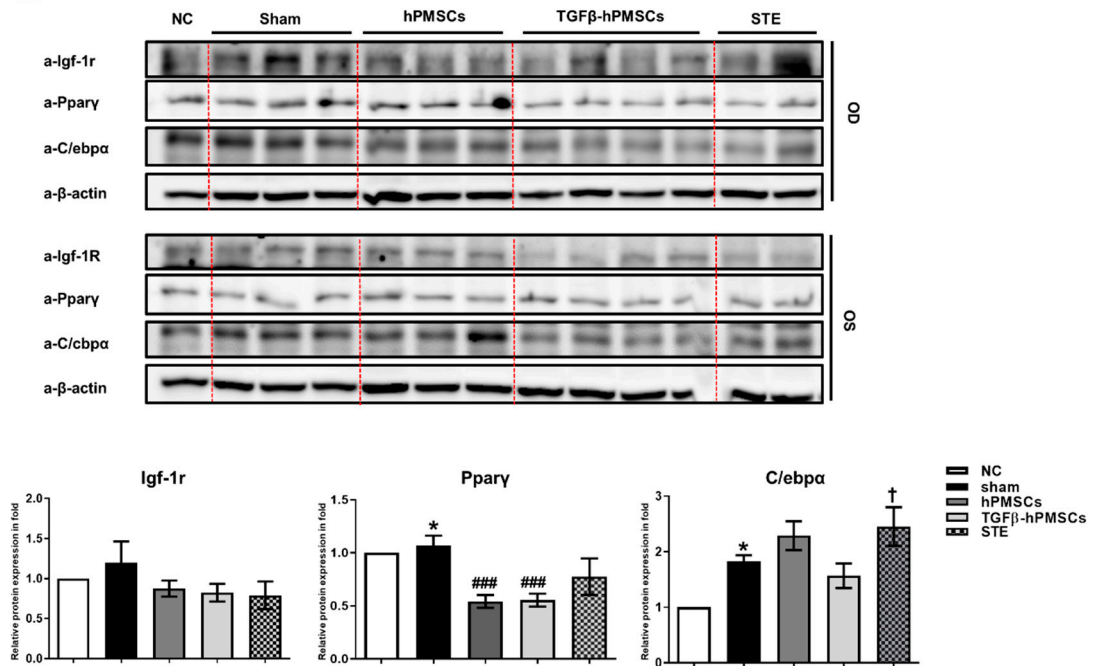 NC Sham hPMSCs TGFβ-hPMSCs STE
a-Igf-1r
a-Pparγ
a-C/ebpα
a-β-actin
OD
a-Igf-1R
a-Pparγ
a-C/cbpα
a-β-actin
OS
Igf-1r
Relative protein expression in fold
2.0
1.5
1.0
0.5
0.0
Pparγ
Relative protein expression in fold
1.5
1.0
0.5
0.0
*
###
###
C/ebpα
Relative protein expression in fold
3
2
1
0
*
†
NC
sham
hPMSCs
TGFβ-hPMSCs
STE